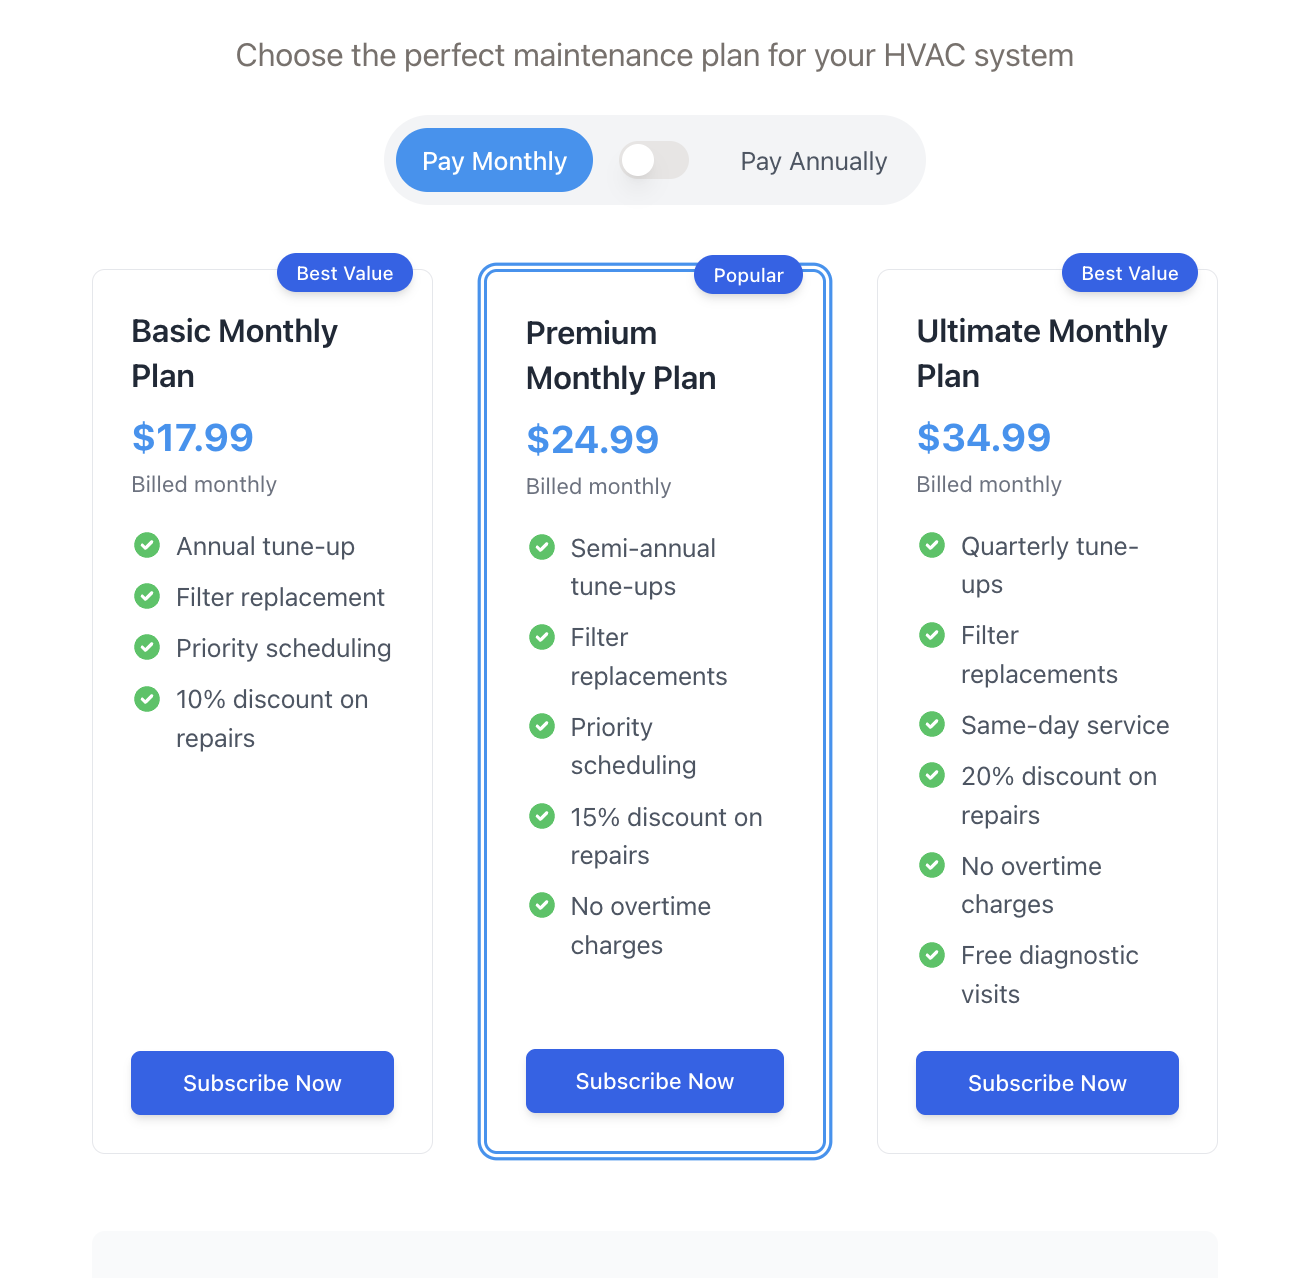 Choose the perfect maintenance plan for your HVAC system
Pay Monthly
Pay Annually
Best Value
Basic Monthly
Plan
$17.99
Billed monthly
Annual tune-up
Filter replacement
Priority scheduling
10% discount on
repairs
Subscribe Now
Popular
Premium
Monthly Plan
$24.99
Billed monthly
Semi-annual
tune-ups
Filter
replacements
Priority
scheduling
15% discount on
repairs
No overtime
charges
Subscribe Now
Best Value
Ultimate Monthly
Plan
$34.99
Billed monthly
Quarterly tune-
ups
Filter
replacements
Same-day service
20% discount on
repairs
No overtime
charges
Free diagnostic
visits
Subscribe Now